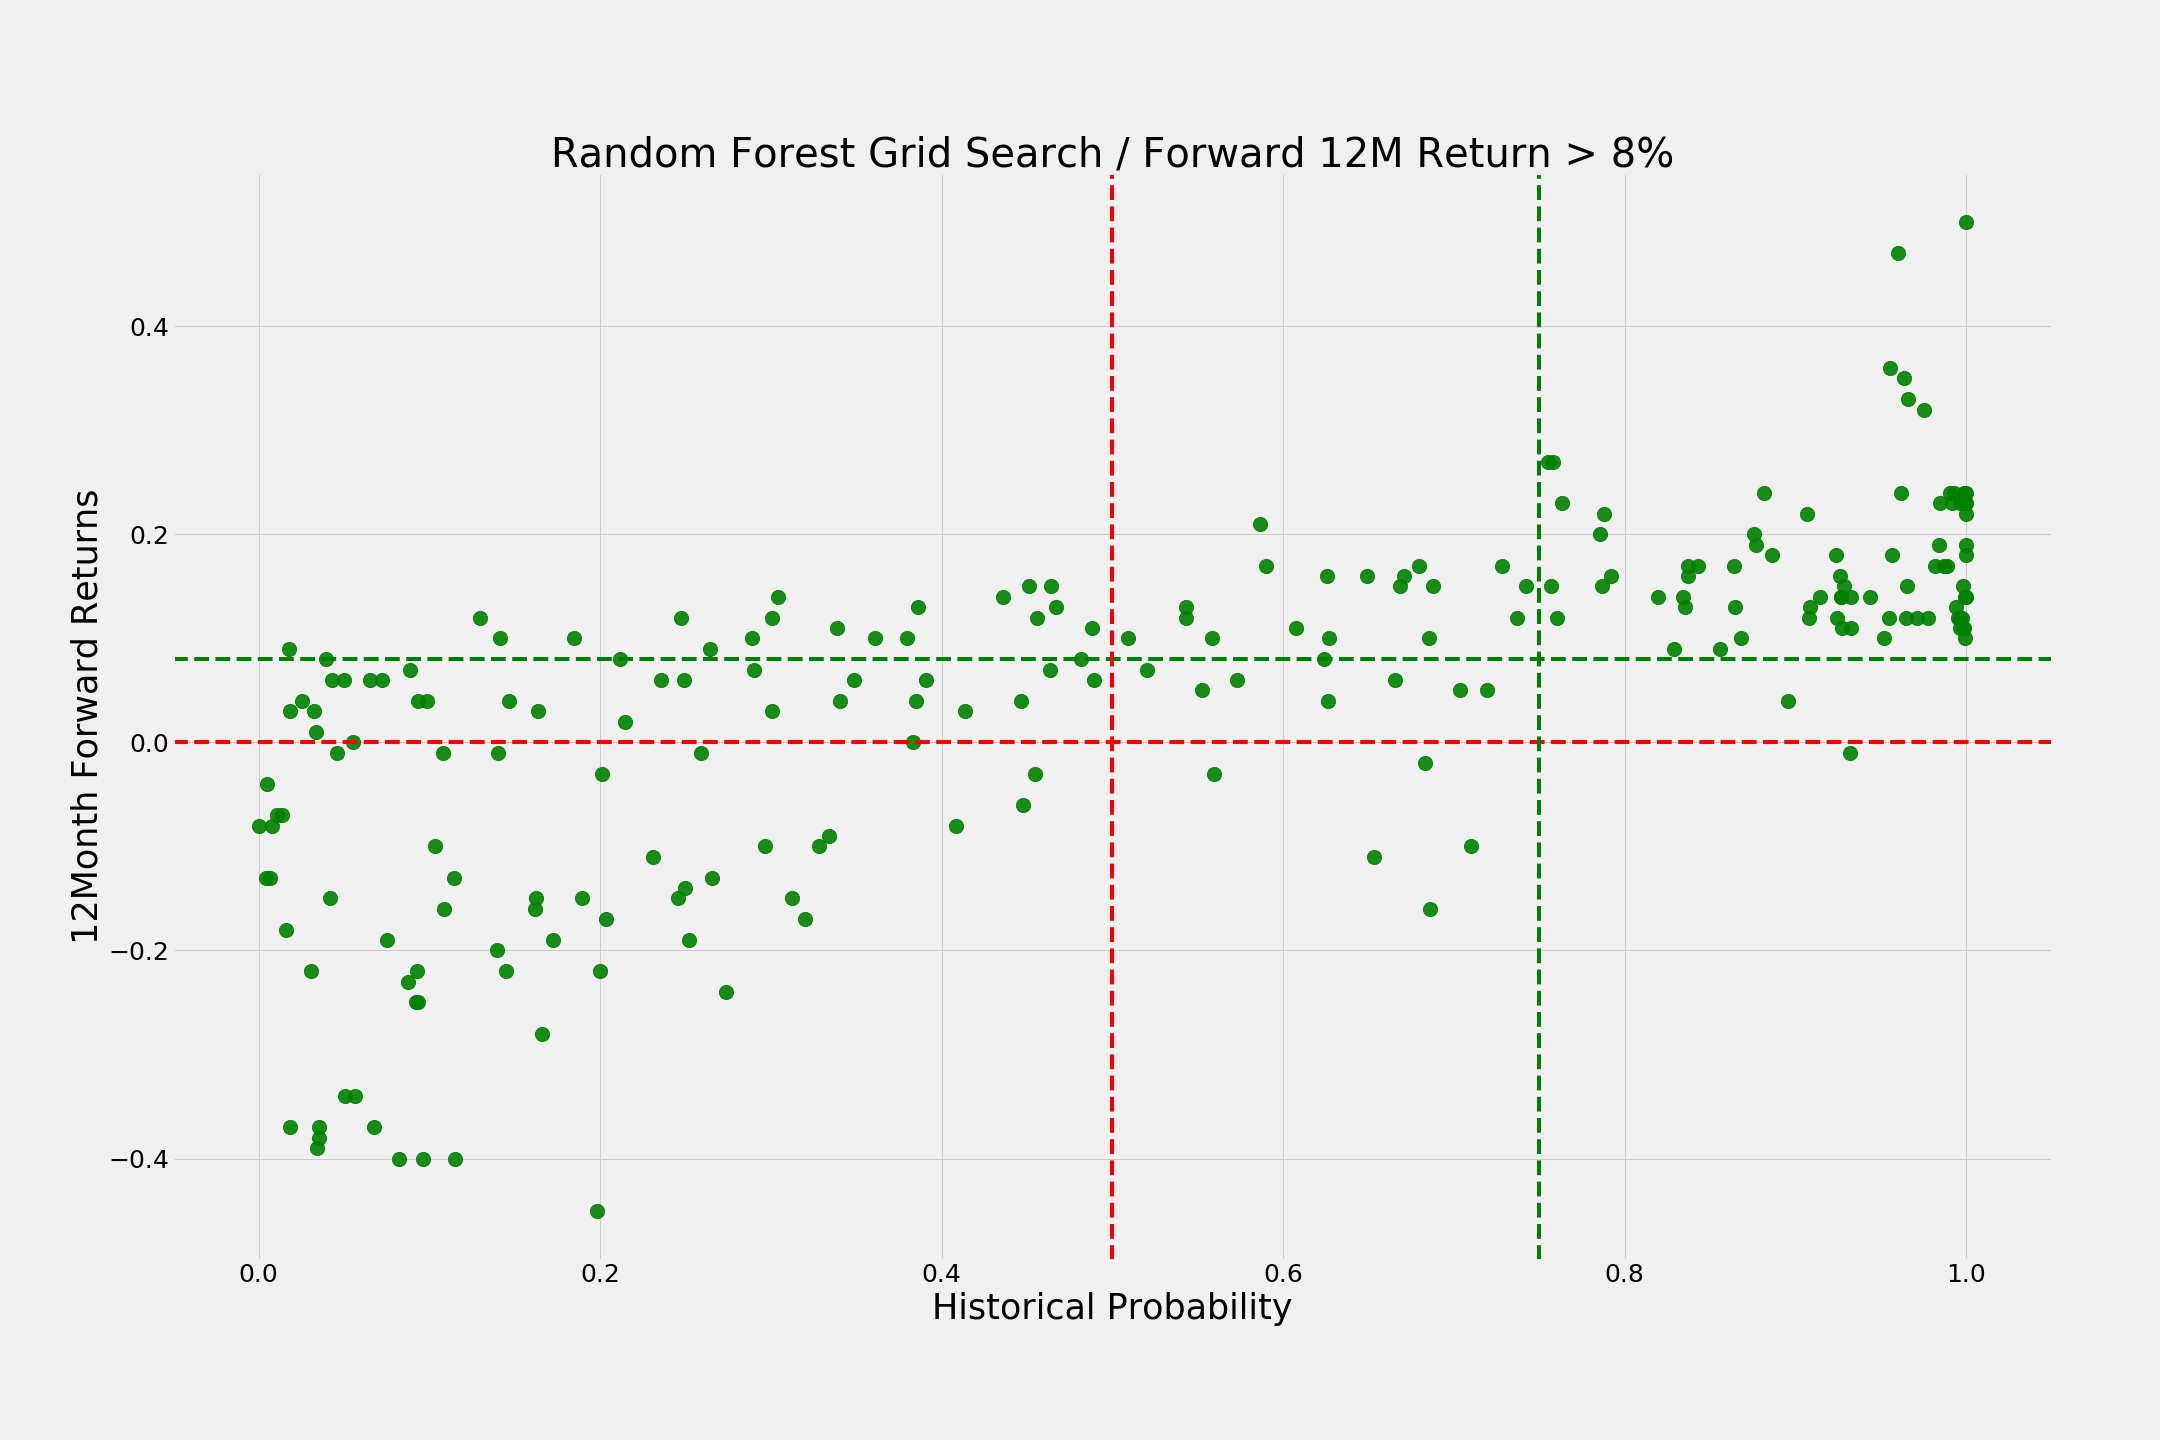 Random Forest Grid Search / Forward 12M Return > 8%
12Month Forward Returns
0.4
0.2
0.0
−0.2
−0.4
0.0 0.2 0.4 0.6 0.8 1.0
Historical Probability